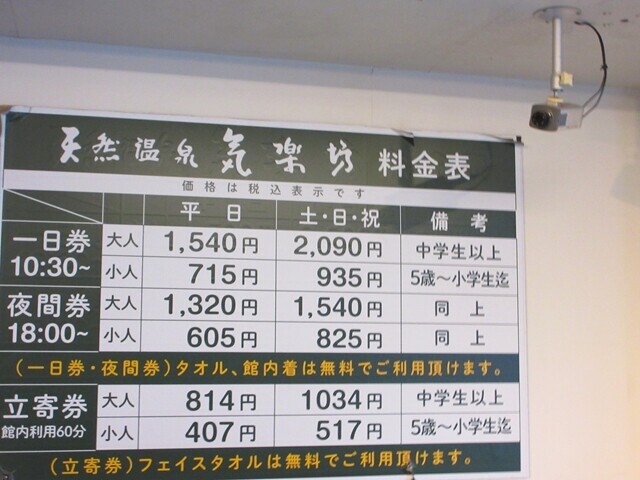 天然温泉 気楽坊 料金表
価格は税込表示です
平日 土・日・祝 備考
一日券 大人 1,540円 2,090円 中学生以上
10:30~ 小人 715円 935円 5歳〜小学生迄
夜間券 大人 1,320円 1,540円 同上
18:00~ 小人 605円 825円 同上
(一日券・夜間券)タオル、館内着は無料でご利用頂けます。
立寄券 大人 814円 1034円 中学生以上
館内利用60分 小人 407円 517円 5歳〜小学生迄
(立寄券)フェイスタオルは無料でご利用頂けます。